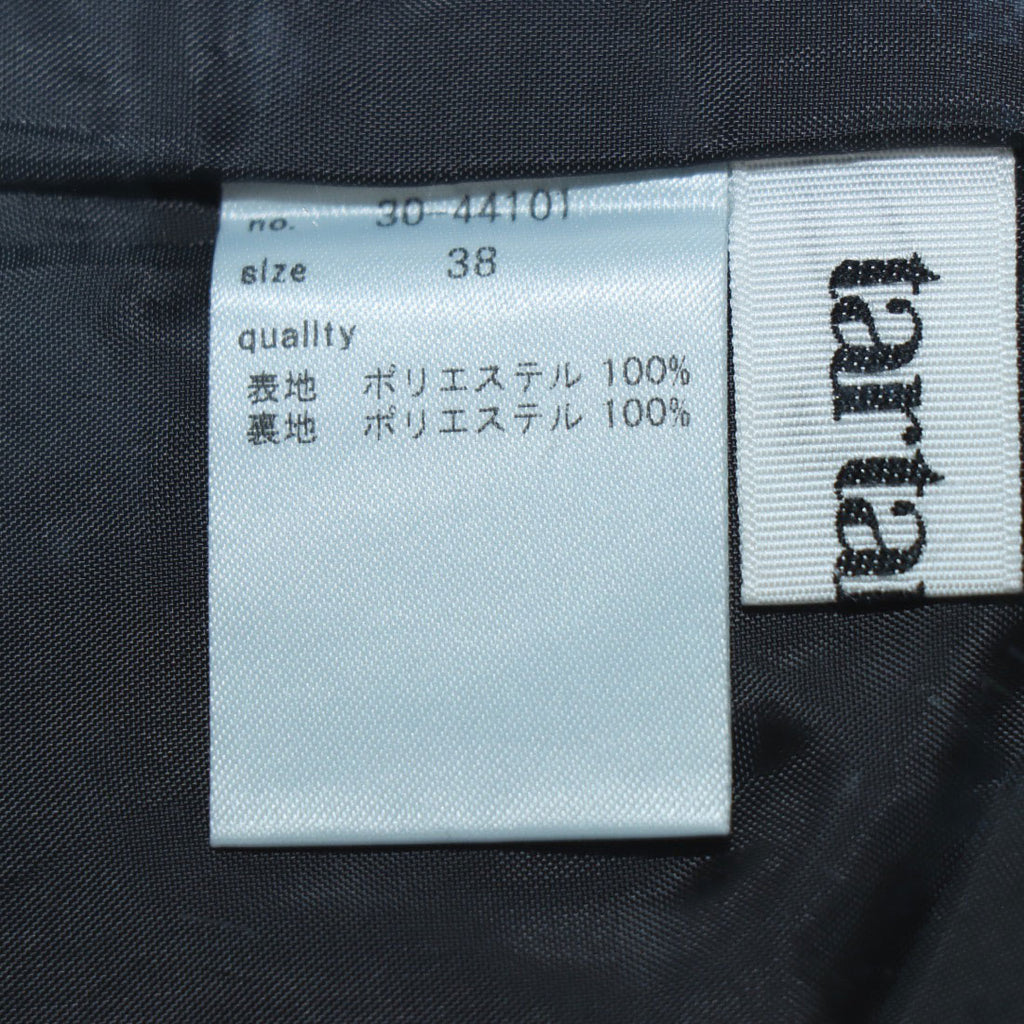 no. 30-44101
size 38
quality
表地 ポリエステル 100%
裏地 ポリエステル 100%
tartan